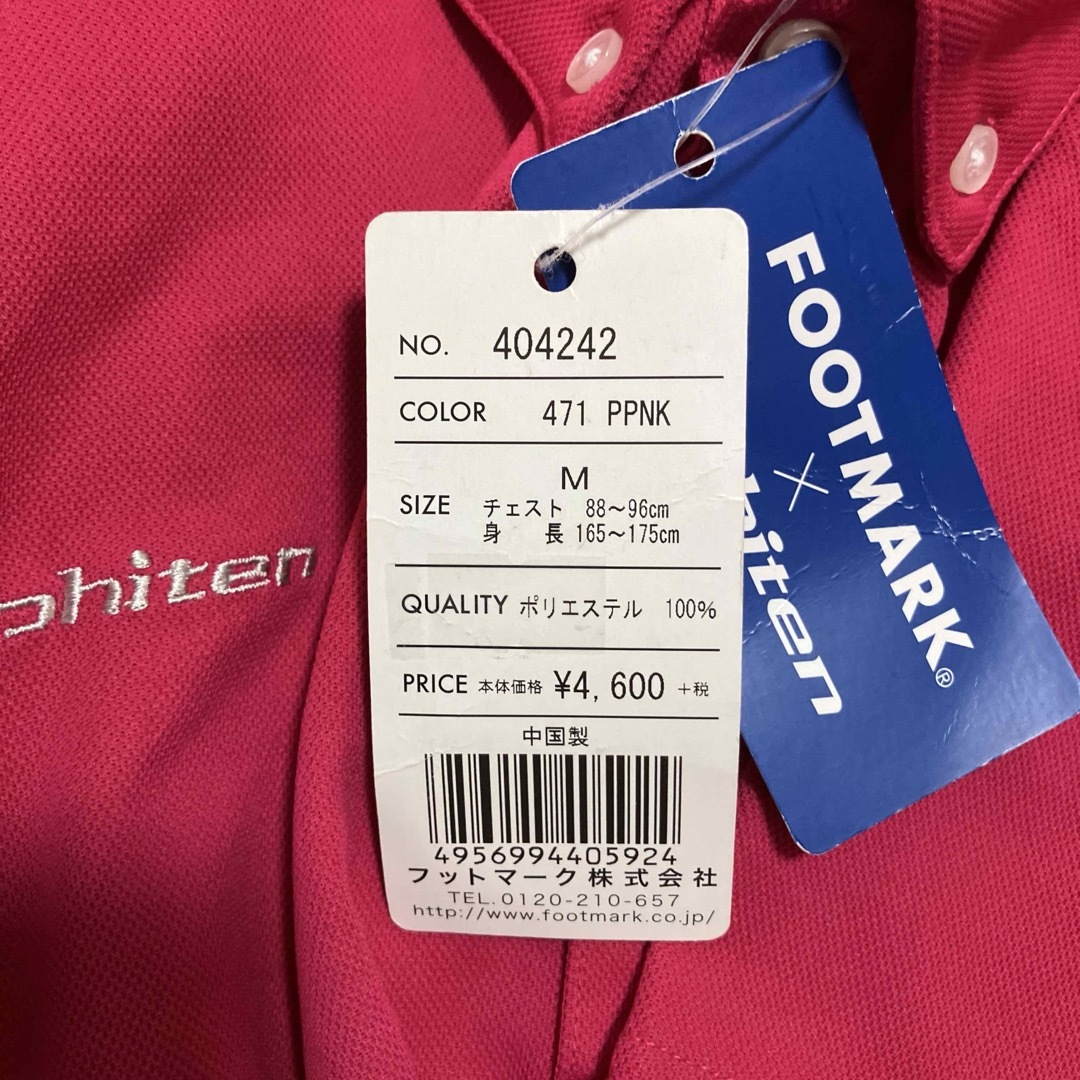 NO. 404242
COLOR 471 PPNK
SIZE M
チェスト 88～96cm
身 長 165～175cm
QUALITY ポリエステル 100%
PRICE 本体価格 ¥4,600 +税
中国製
4956994405924
フットマーク株式会社
TEL.0120-210-657
http://www.footmark.co.jp/
FOOTMARK®
×
hiten
phiten